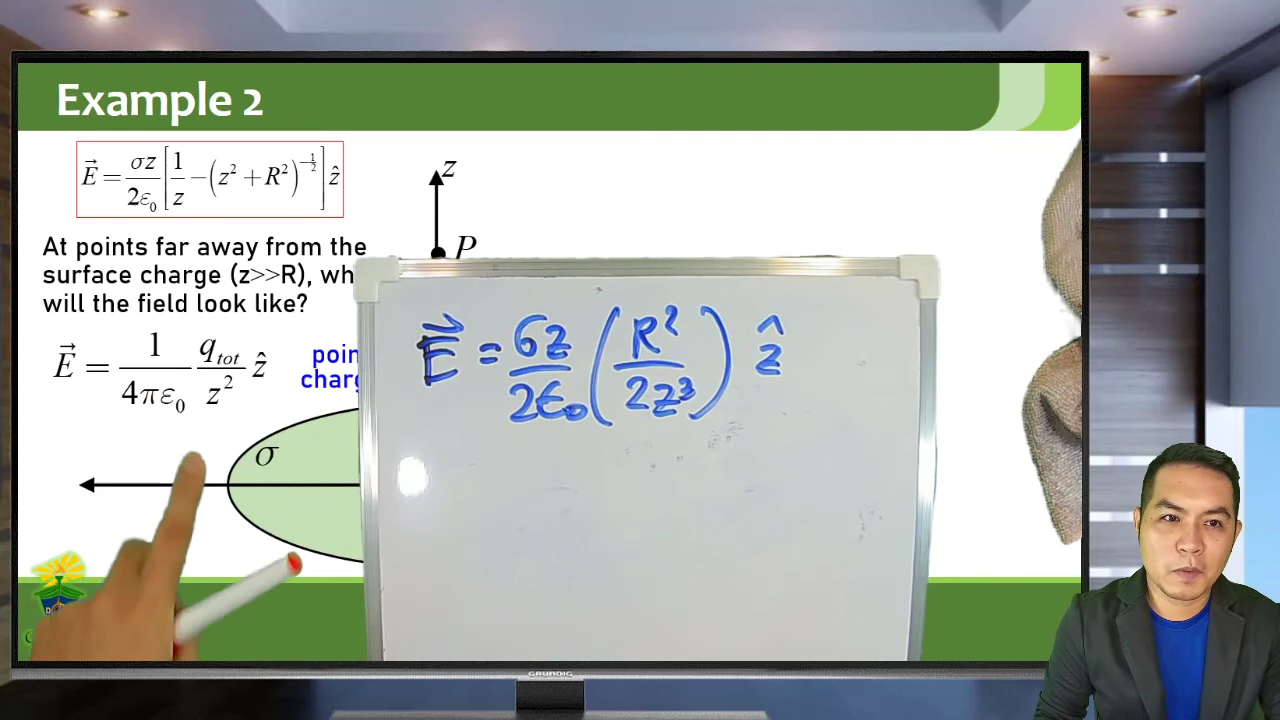 Example 2
E⃗ = σz/2ε₀ [1/z − (z² + R²)^(−1/2)] ẑ
z
P
At points far away from the
surface charge (z>>R), wh
will the field look like?
E⃗ = 1/4πε₀ q_tot/z² ẑ
poin
charg
σ
E⃗ = σz/2ε₀ (R²/2z³) ẑ
GRUNDIG